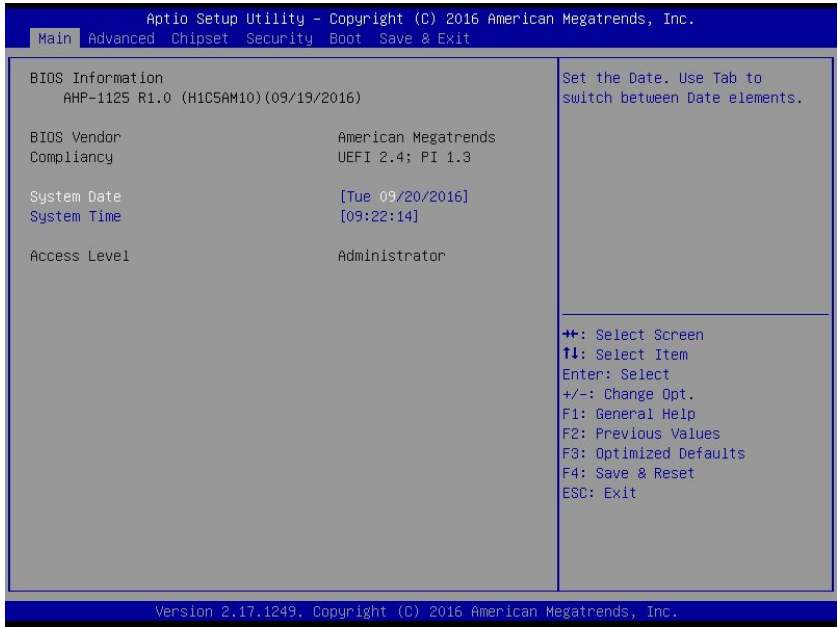 Aptio Setup Utility – Copyright (C) 2016 American Megatrends, Inc.
Main Advanced Chipset Security Boot Save & Exit
BIOS Information
AHP-1125 R1.0 (H1C5AM10)(09/19/2016)
BIOS Vendor American Megatrends
Compliancy UEFI 2.4; PI 1.3
System Date [Tue 09/20/2016]
System Time [09:22:14]
Access Level Administrator
Set the Date. Use Tab to
switch between Date elements.
→←: Select Screen
↑↓: Select Item
Enter: Select
+/-: Change Opt.
F1: General Help
F2: Previous Values
F3: Optimized Defaults
F4: Save & Reset
ESC: Exit
Version 2.17.1249. Copyright (C) 2016 American Megatrends, Inc.